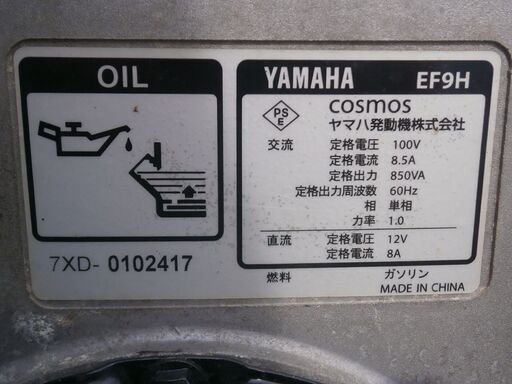 OIL
7XD-0102417
YAMAHA EF9H
PS
E
cosmos
ヤマハ発動機株式会社
交流 定格電圧 100V
定格電流 8.5A
定格出力 850VA
定格出力周波数 60Hz
相 単相
力率 1.0
直流 定格電圧 12V
定格電流 8A
燃料 ガソリン
MADE IN CHINA